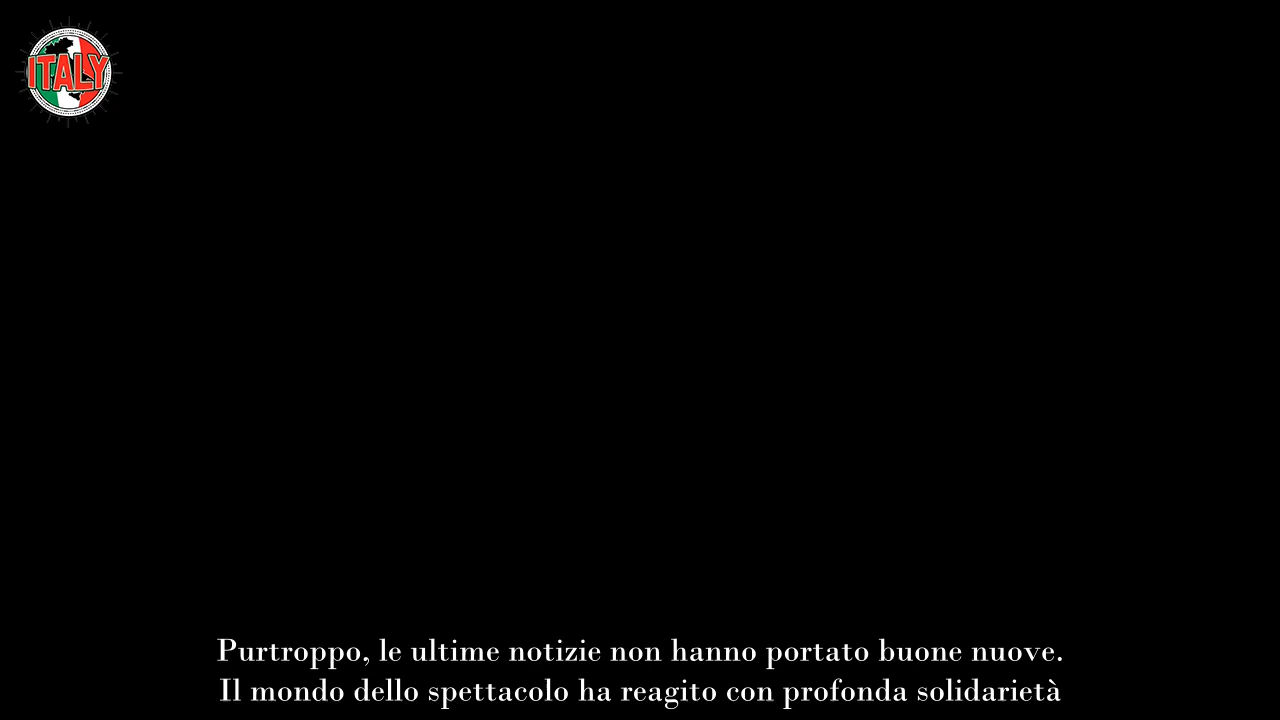 ITALY
Purtroppo, le ultime notizie non hanno portato buone nuove.
Il mondo dello spettacolo ha reagito con profonda solidarietà